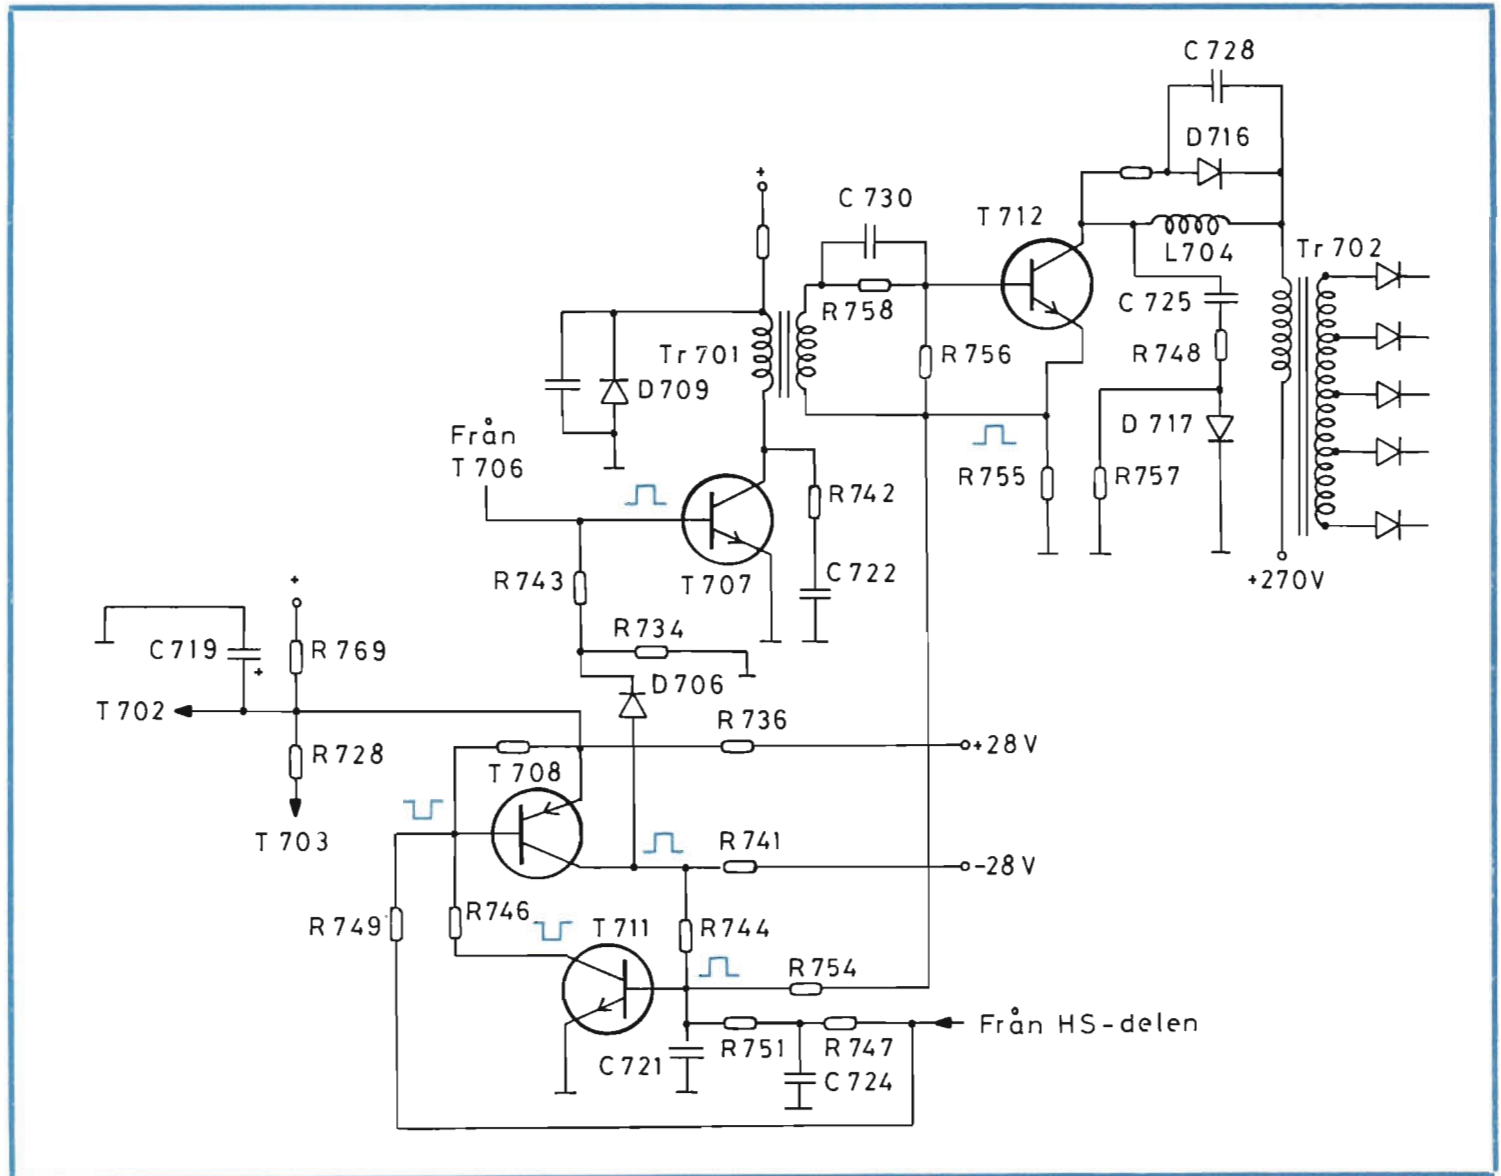 C 728
D 716
+
C 730
T 712
L704
Tr 702
R 758
C 725
Tr 701
R 756
R 748
D 709
Från
T 706
D 717
R 755
R 757
R 742
R 743
T 707
C 722
+270V
+
R 734
C 719
+
R 769
D 706
T 702
R 736
+28 V
R 728
T 708
T 703
R 741
-28 V
R 749
R 746
T 711
R 744
R 754
Från HS-delen
R 751
R 747
C 721
C 724